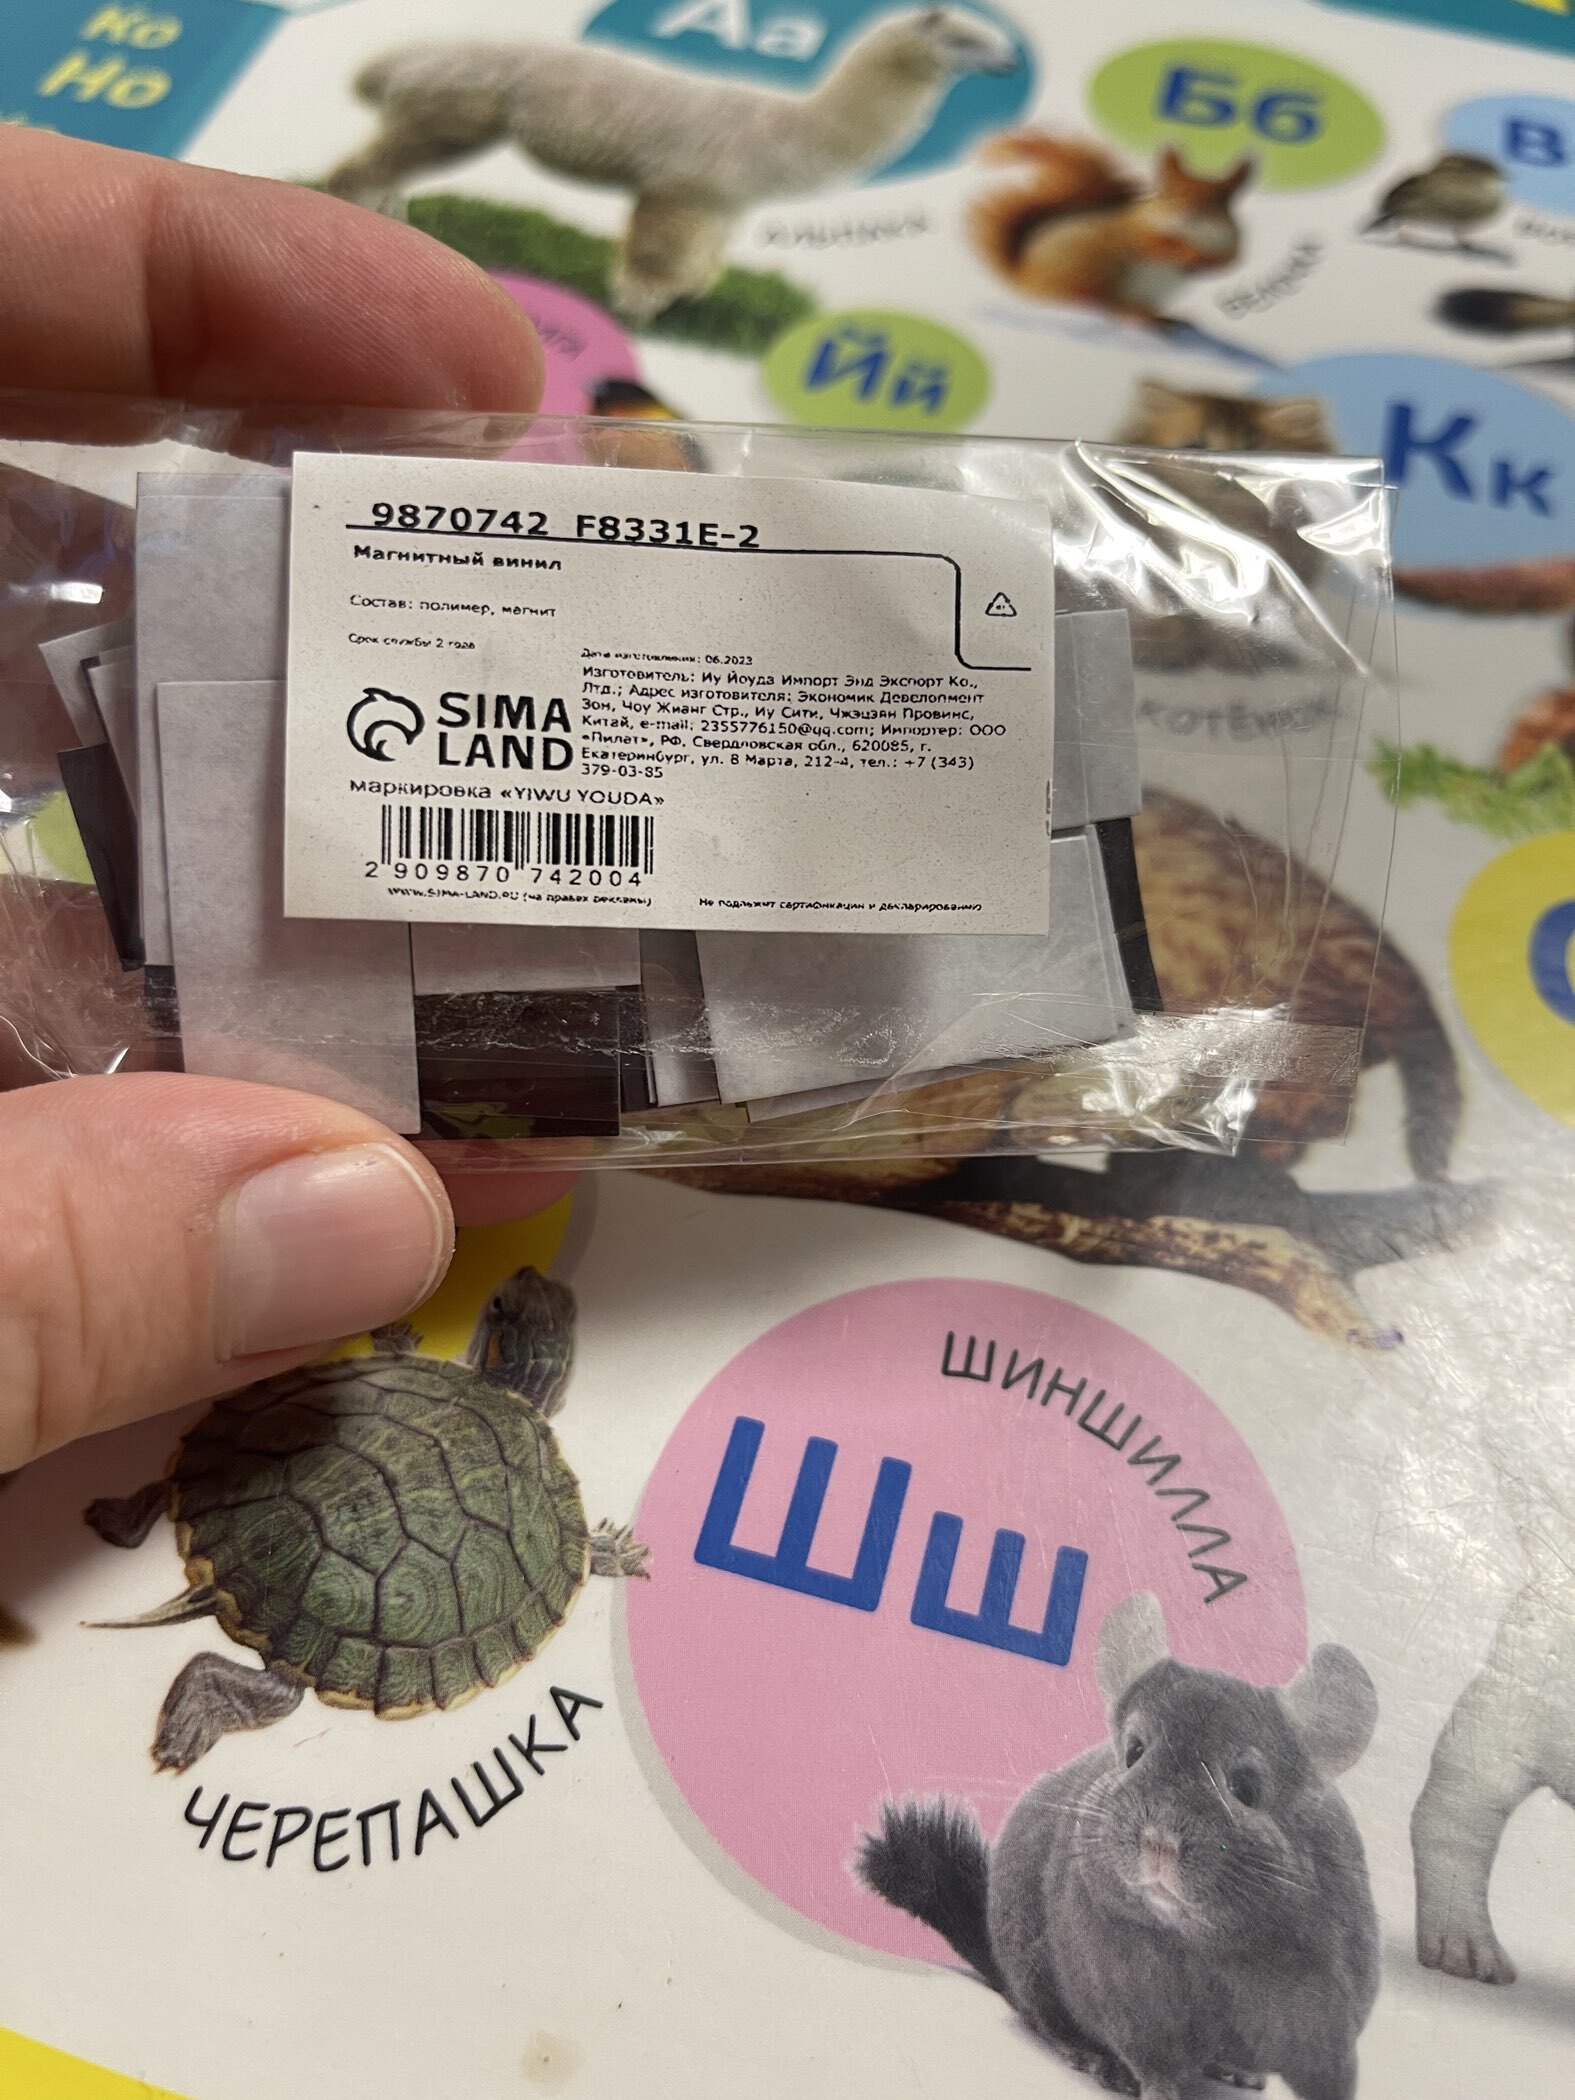 Ко
Но
Аа
Бб
В
Йй
Кк
9870742 F8331E-2
Магнитный винил
Состав: полимер, магнит
Срок службы 2 года
Дата изготовления: 06.2023
Изготовитель: Иу Йоуда Импорт Энд Экспорт Ко.,
Лтд.; Адрес изготовителя: Экономик Девелопмент
Зон, Чоу Жианг Стр., Иу Сити, Чжэцзян Провинс,
Китай, e-mail: 2355776150@qq.com; Импортер: ООО
«Пилат», РФ, Свердловская обл., 620085, г.
Екатеринбург, ул. 8 Марта, 212-4, тел.: +7 (343)
379-03-85
SIMA
LAND
маркировка «YIWU YOUDA»
2 909870 742004
WWW.SIMA-LAND.RU (на правах рекламы)
Не подлежит сертификации и декларированию
КОТЁНОК
ШИНШИЛЛА
Шш
ЧЕРЕПАШКА